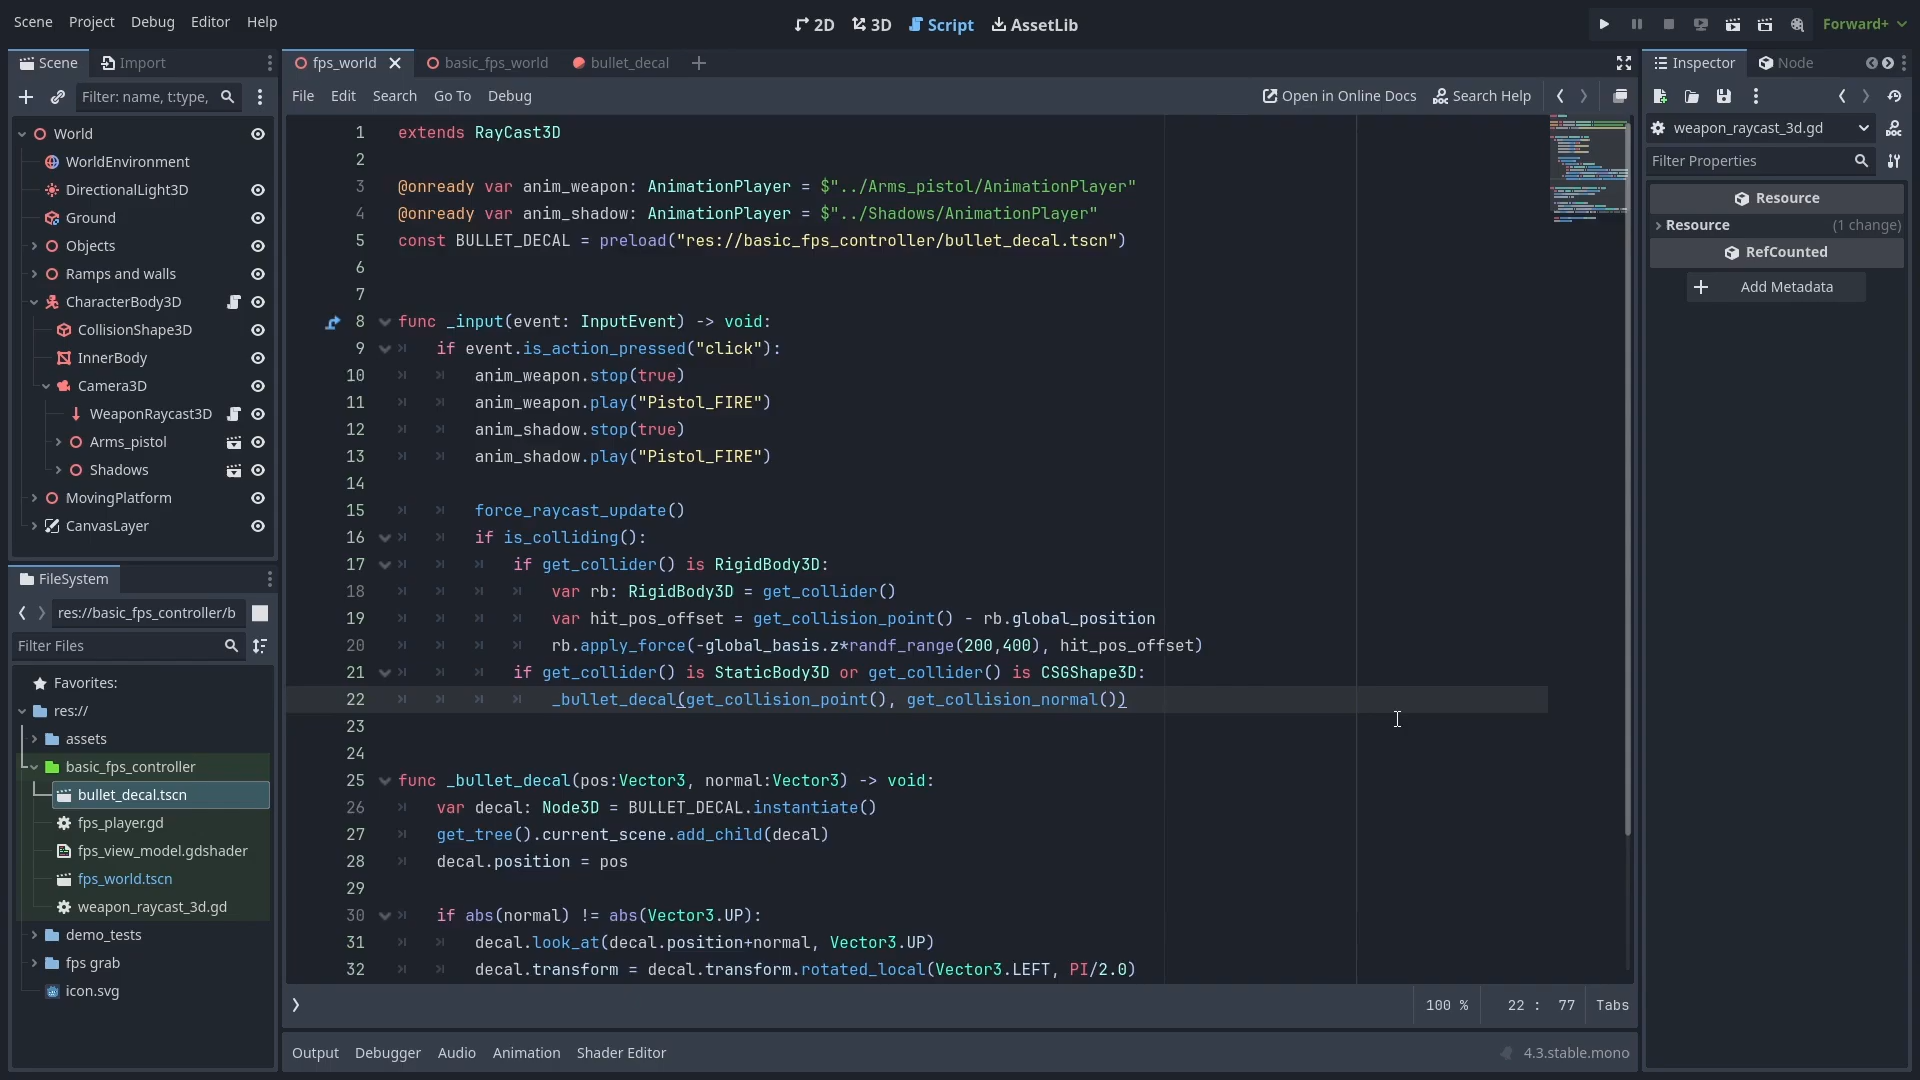 Scene Project Debug Editor Help
2D 3D Script AssetLib
Forward+
Scene Import
Filter: name, t:type,
World
WorldEnvironment
DirectionalLight3D
Ground
Objects
Ramps and walls
CharacterBody3D
CollisionShape3D
InnerBody
Camera3D
WeaponRaycast3D
Arms_pistol
Shadows
MovingPlatform
CanvasLayer
FileSystem
res://basic_fps_controller/b
Filter Files
Favorites:
res://
assets
basic_fps_controller
bullet_decal.tscn
fps_player.gd
fps_view_model.gdshader
fps_world.tscn
weapon_raycast_3d.gd
demo_tests
fps grab
icon.svg
fps_world basic_fps_world bullet_decal
File Edit Search Go To Debug Open in Online Docs Search Help
1 extends RayCast3D
2
3 @onready var anim_weapon: AnimationPlayer = $"../Arms_pistol/AnimationPlayer"
4 @onready var anim_shadow: AnimationPlayer = $"../Shadows/AnimationPlayer"
5 const BULLET_DECAL = preload("res://basic_fps_controller/bullet_decal.tscn")
6
7
8 func _input(event: InputEvent) -> void:
9 if event.is_action_pressed("click"):
10 anim_weapon.stop(true)
11 anim_weapon.play("Pistol_FIRE")
12 anim_shadow.stop(true)
13 anim_shadow.play("Pistol_FIRE")
14
15 force_raycast_update()
16 if is_colliding():
17 if get_collider() is RigidBody3D:
18 var rb: RigidBody3D = get_collider()
19 var hit_pos_offset = get_collision_point() - rb.global_position
20 rb.apply_force(-global_basis.z*randf_range(200,400), hit_pos_offset)
21 if get_collider() is StaticBody3D or get_collider() is CSGShape3D:
22 _bullet_decal(get_collision_point(), get_collision_normal())
23
24
25 func _bullet_decal(pos:Vector3, normal:Vector3) -> void:
26 var decal: Node3D = BULLET_DECAL.instantiate()
27 get_tree().current_scene.add_child(decal)
28 decal.position = pos
29
30 if abs(normal) != abs(Vector3.UP):
31 decal.look_at(decal.position+normal, Vector3.UP)
32 decal.transform = decal.transform.rotated_local(Vector3.LEFT, PI/2.0)
100 % 22 : 77 Tabs
Output Debugger Audio Animation Shader Editor 4.3.stable.mono
Inspector Node
weapon_raycast_3d.gd
DOC
Filter Properties
Resource
Resource (1 change)
RefCounted
Add Metadata